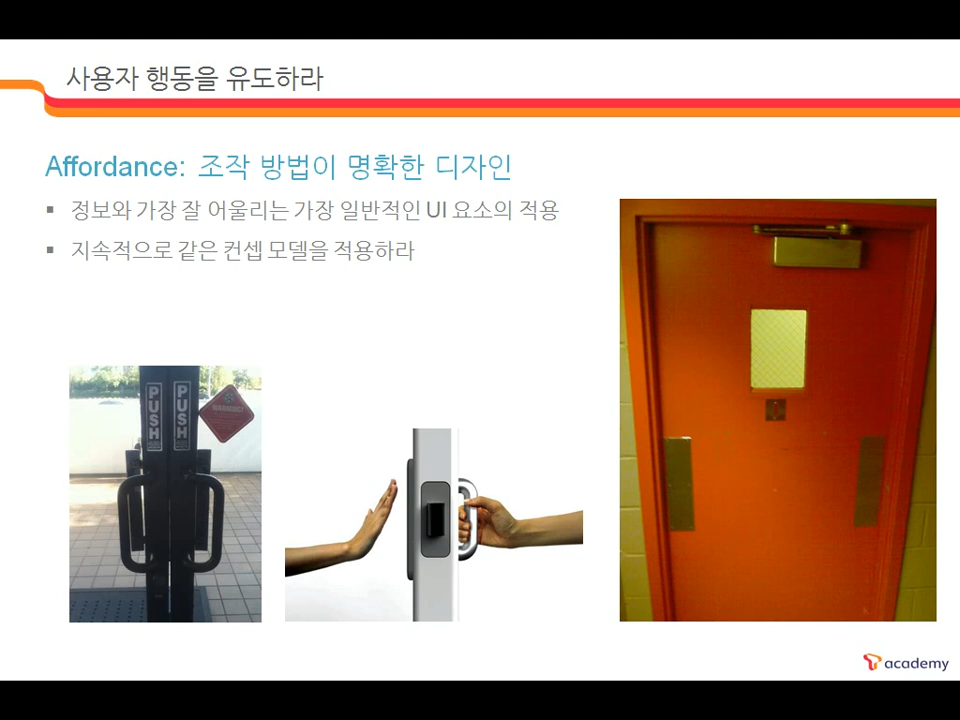 사용자 행동을 유도하라
Affordance: 조작 방법이 명확한 디자인
▪ 정보와 가장 잘 어울리는 가장 일반적인 UI 요소의 적용
▪ 지속적으로 같은 컨셉 모델을 적용하라
PUSH
PUSH
WARNING!
T academy